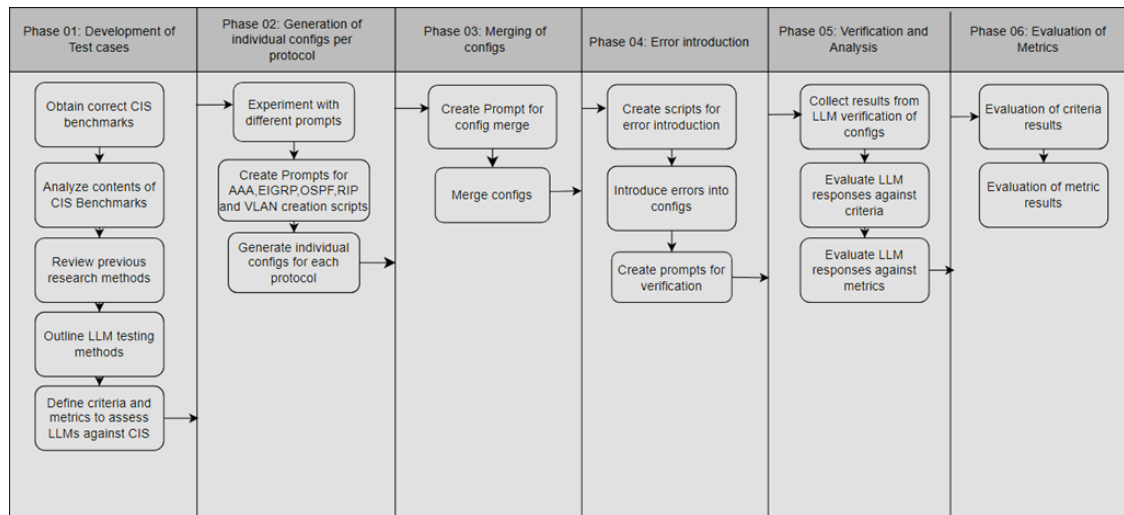 Phase 01: Development of
Test cases
Phase 02: Generation of
individual configs per
protocol
Phase 03: Merging of
configs
Phase 04: Error introduction
Phase 05: Verification and
Analysis
Phase 06: Evaluation of
Metrics
Obtain correct CIS
benchmarks
Analyze contents of
CIS Benchmarks
Review previous
research methods
Outline LLM testing
methods
Define criteria and
metrics to assess
LLMs against CIS
Experiment with
different prompts
Create Prompts for
AAA,EIGRP,OSPF,RIP
and VLAN creation scripts
Generate individual
configs for each
protocol
Create Prompt for
config merge
Merge configs
Create scripts for
error introduction
Introduce errors into
configs
Create prompts for
verification
Collect results from
LLM verification of
configs
Evaluate LLM
responses against
criteria
Evaluate LLM
responses against
metrics
Evaluation of criteria
results
Evaluation of metric
results